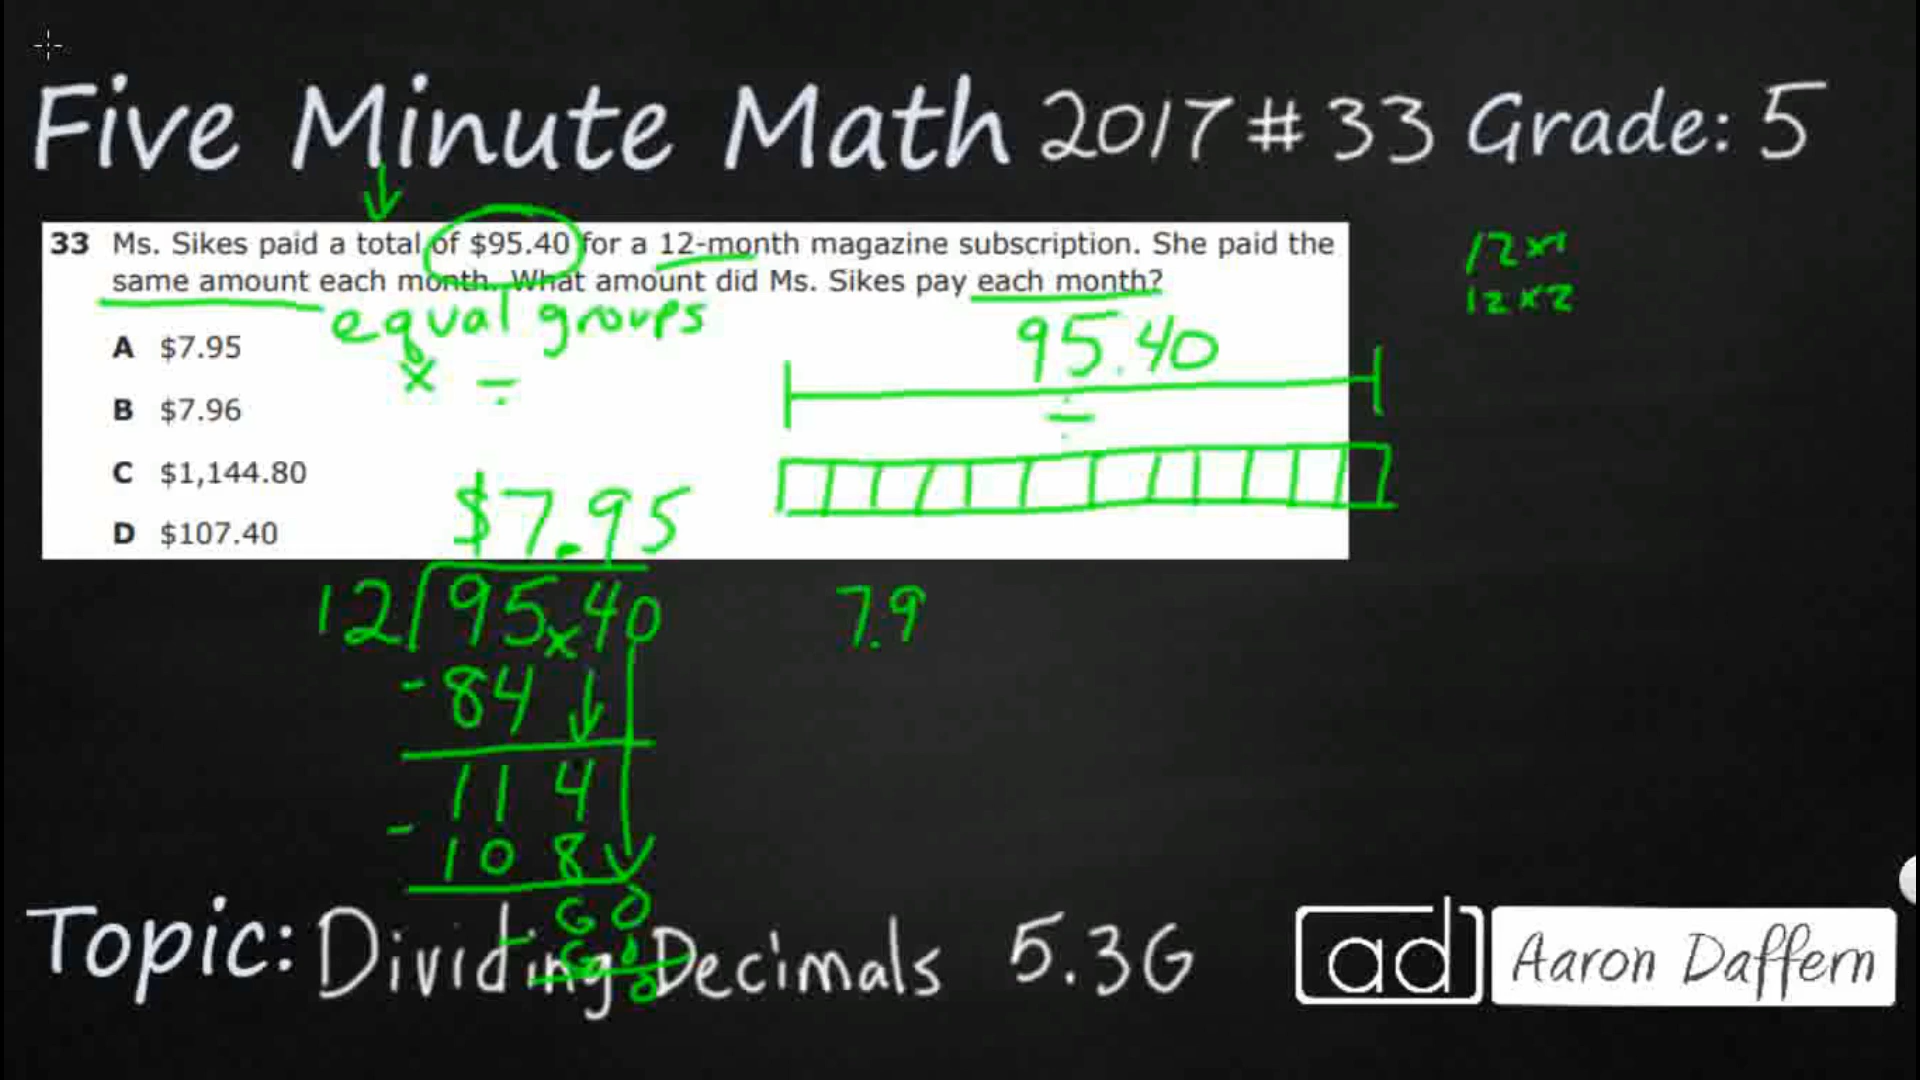 Five Minute Math 2017 # 33 Grade: 5
33 Ms. Sikes paid a total of $95.40 for a 12-month magazine subscription. She paid the
same amount each month. What amount did Ms. Sikes pay each month?
12 x 1
12 x 2
equal groups
95.40
A $7.95
x ÷
B $7.96
÷
C $1,144.80
D $107.40
$7.95
12 95.40
7.9
- 84
114
- 108
60
- 60
0
Topic: Dividing Decimals 5.3G
ad Aaron Daffern